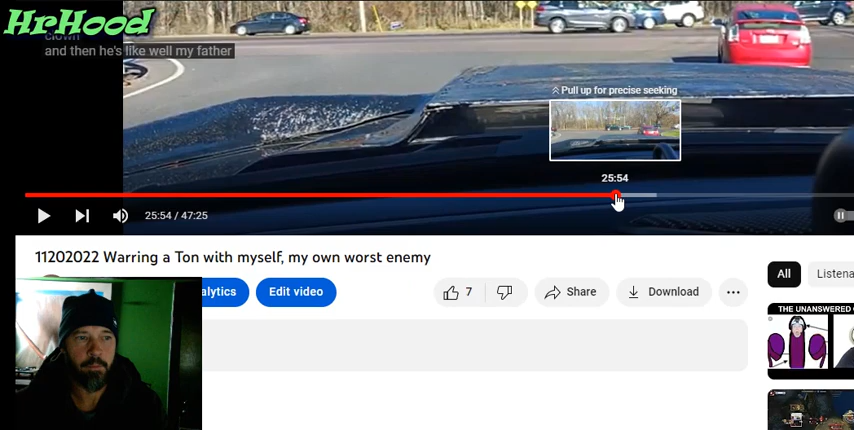 HrHood
clown
and then he's like well my father
Pull up for precise seeking
25:54
25:54 / 47:25
11202022 Warring a Ton with myself, my own worst enemy
alytics
Edit video
7
Share
Download
All
Listena
THE UNANSWERED